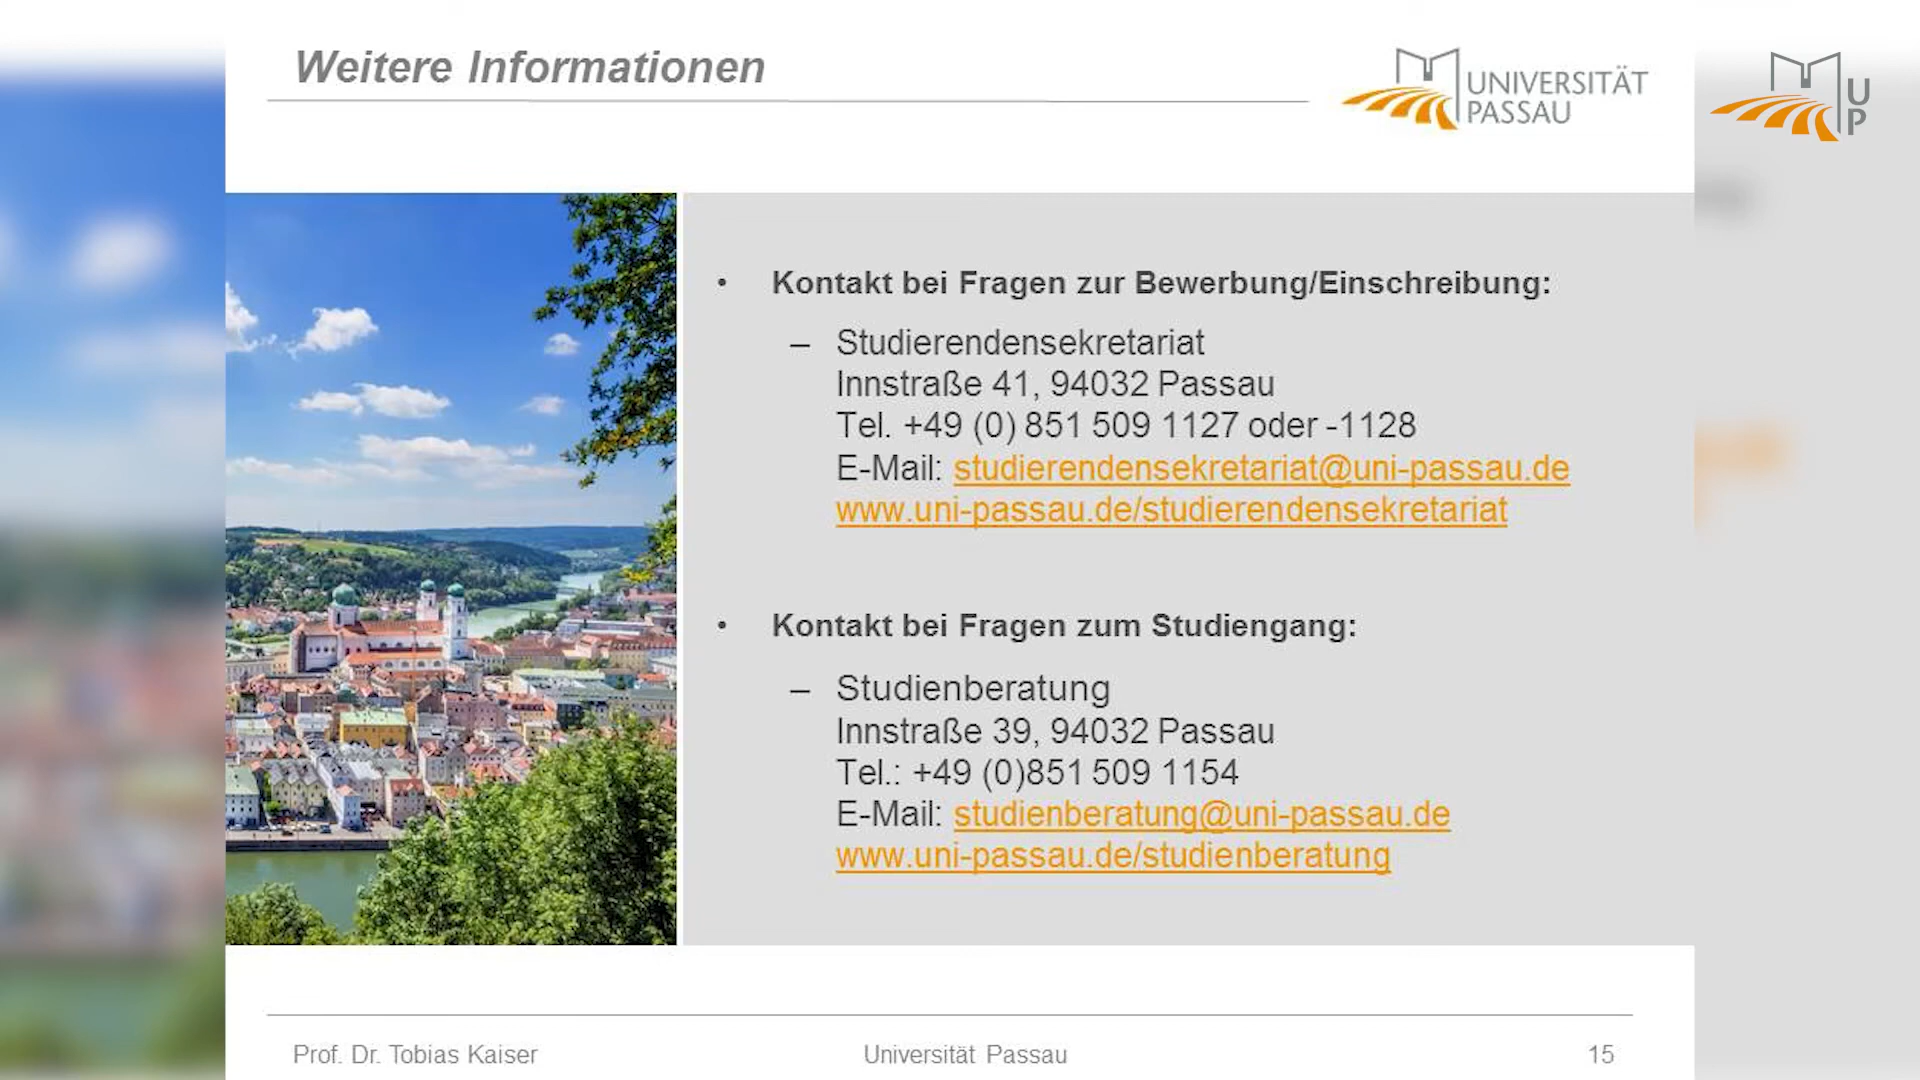 Weitere Informationen
UNIVERSITÄT
PASSAU
U
P
• Kontakt bei Fragen zur Bewerbung/Einschreibung:
– Studierendensekretariat
Innstraße 41, 94032 Passau
Tel. +49 (0) 851 509 1127 oder -1128
E-Mail: studierendensekretariat@uni-passau.de
www.uni-passau.de/studierendensekretariat
• Kontakt bei Fragen zum Studiengang:
– Studienberatung
Innstraße 39, 94032 Passau
Tel.: +49 (0)851 509 1154
E-Mail: studienberatung@uni-passau.de
www.uni-passau.de/studienberatung
Prof. Dr. Tobias Kaiser
Universität Passau
15